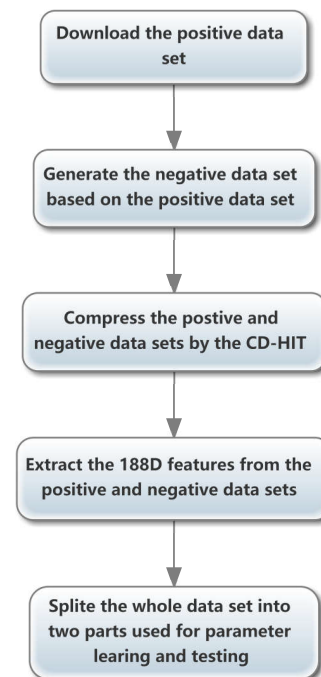 Download the positive data
set
Generate the negative data set
based on the positive data set
Compress the postive and
negative data sets by the CD-HIT
Extract the 188D features from the
positive and negative data sets
Splite the whole data set into
two parts used for parameter
learing and testing